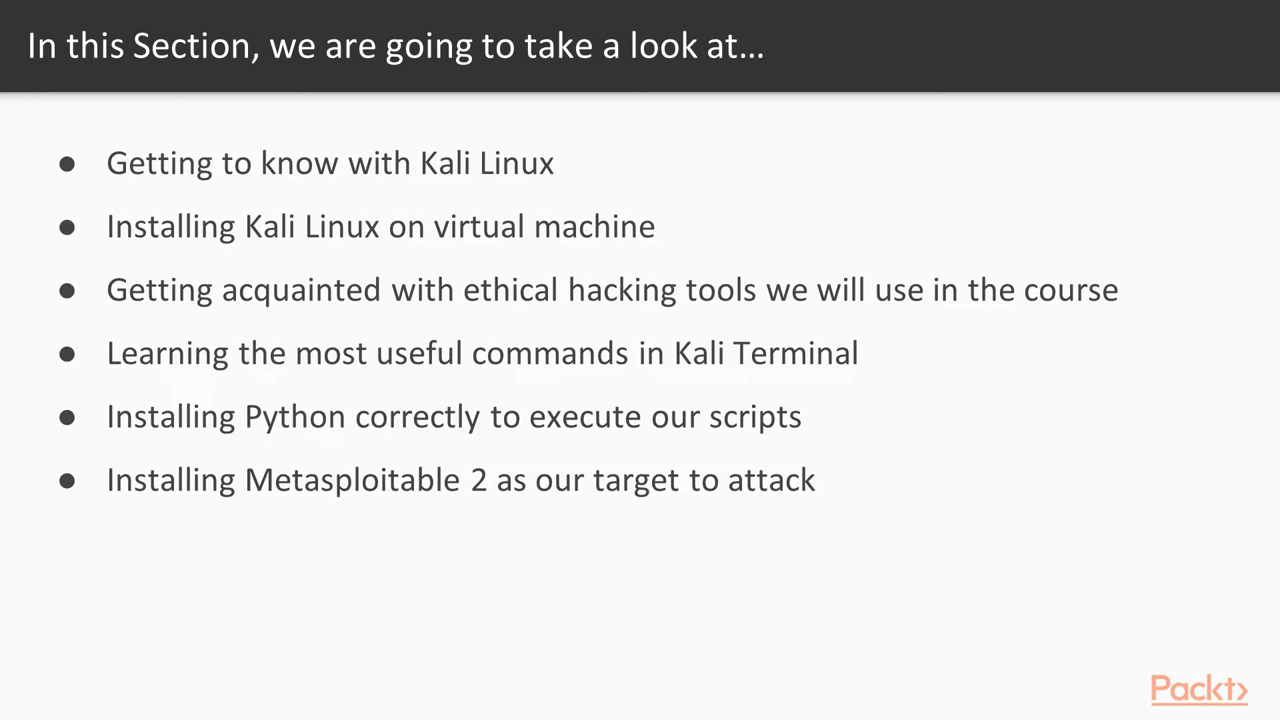 In this Section, we are going to take a look at...
● Getting to know with Kali Linux
● Installing Kali Linux on virtual machine
● Getting acquainted with ethical hacking tools we will use in the course
● Learning the most useful commands in Kali Terminal
● Installing Python correctly to execute our scripts
● Installing Metasploitable 2 as our target to attack
Packt>